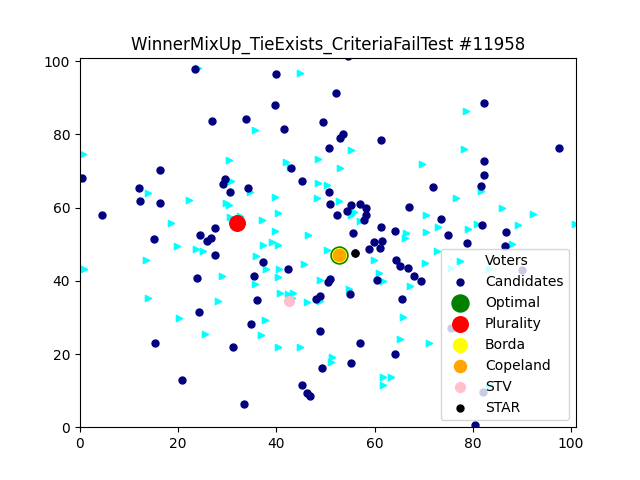 WinnerMixUp_TieExists_CriteriaFailTest #11958
100
80
60
40
20
0
0
20
40
60
80
100
Voters
Candidates
Optimal
Plurality
Borda
Copeland
STV
STAR